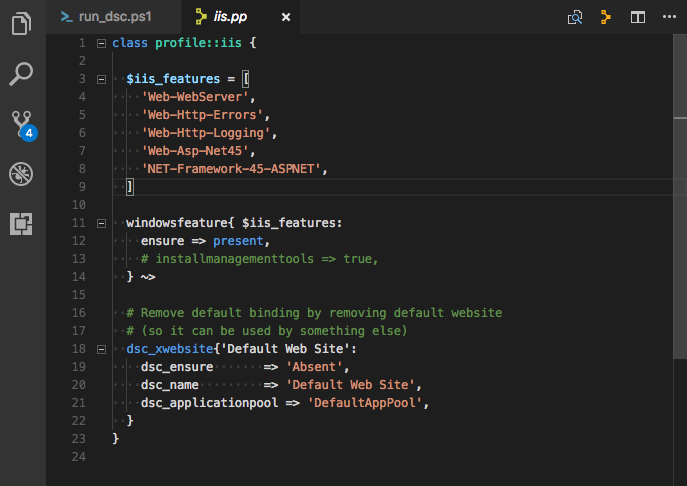 run_dsc.ps1 iis.pp
4
1 class profile::iis {
2
3 $iis_features = [
4 'Web-WebServer',
5 'Web-Http-Errors',
6 'Web-Http-Logging',
7 'Web-Asp-Net45',
8 'NET-Framework-45-ASPNET',
9 ]
10
11 windowsfeature{ $iis_features:
12 ensure => present,
13 # installmanagementtools => true,
14 } ~>
15
16 # Remove default binding by removing default website
17 # (so it can be used by something else)
18 dsc_xwebsite{'Default Web Site':
19 dsc_ensure => 'Absent',
20 dsc_name => 'Default Web Site',
21 dsc_applicationpool => 'DefaultAppPool',
22 }
23 }
24